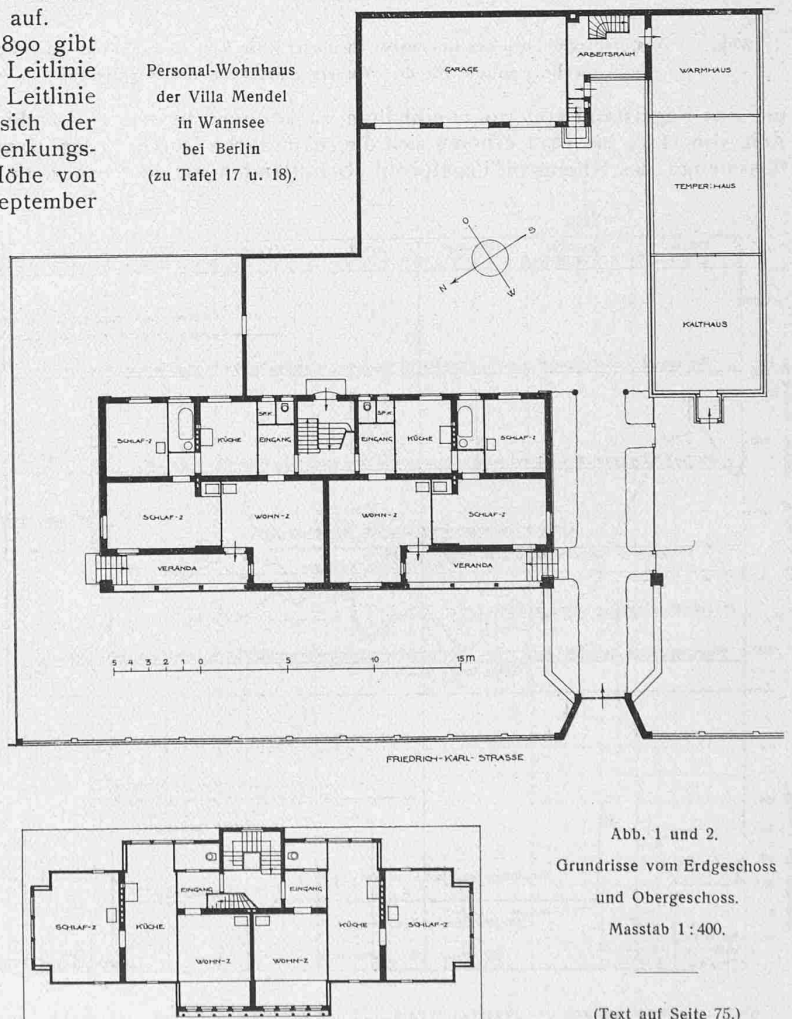 auf.
890 gibt
Leitlinie
Leitlinie
sich der
enkungs-
Höhe von
eptember
Personal-Wohnhaus
der Villa Mendel
in Wannsee
bei Berlin
(zu Tafel 17 u. 18).
GARAGE
ARBEITSRAUM
WARMHAUS
TEMPER: HAUS
KALTHAUS
O
S
N
W
SCHLAF-Z
KÜCHE
SP.K
EINGANG
EINGANG
SP.K
KÜCHE
SCHLAF-Z
SCHLAF-Z
WOHN-Z
WOHN-Z
SCHLAF-Z
VERANDA
VERANDA
5 4 3 2 1 0 5 10 15 m
FRIEDRICH-KARL-STRASSE
EINGANG
EINGANG
SCHLAF-Z
KÜCHE
KÜCHE
SCHLAF-Z
WOHN-Z
WOHN-Z
Abb. 1 und 2.
Grundrisse vom Erdgeschoss
und Obergeschoss.
Masstab 1:400.
(Text auf Seite 75.)